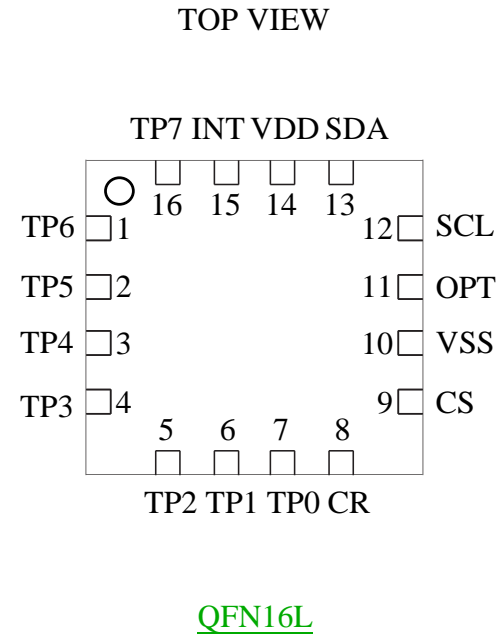 TOP VIEW
TP7 INT VDD SDA
16 15 14 13
TP6 1 12 SCL
TP5 2 11 OPT
TP4 3 10 VSS
TP3 4 9 CS
5 6 7 8
TP2 TP1 TP0 CR
QFN16L